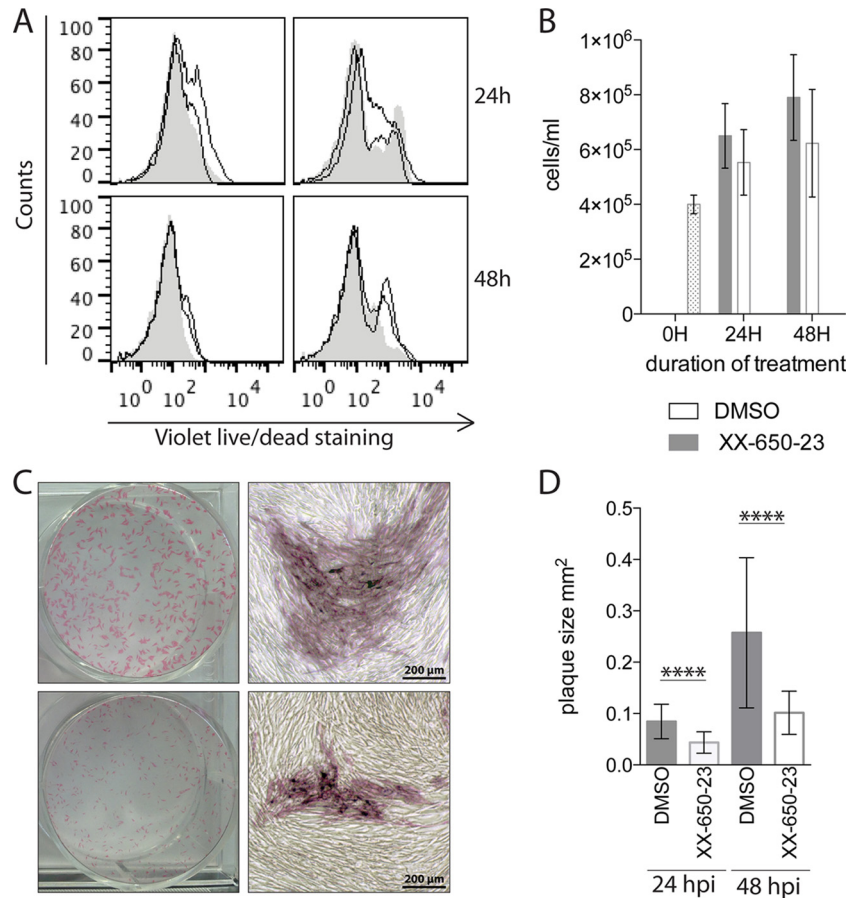 A
Counts
100
80
60
40
20
0
100
80
60
40
20
0
24h
48h
10^0 10^2 10^4
10^0 10^2 10^4
Violet live/dead staining
B
cells/ml
1×10^6
8×10^5
6×10^5
4×10^5
2×10^5
0
0H 24H 48H
duration of treatment
DMSO
XX-650-23
C
200 µm
200 µm
D
plaque size mm^2
0.5
0.4
0.3
0.2
0.1
0.0
****
****
DMSO
XX-650-23
DMSO
XX-650-23
24 hpi 48 hpi